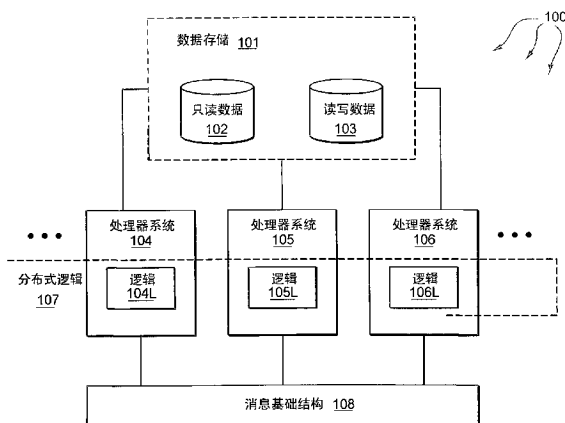 100
数据存储 101
只读数据 读写数据
102 103
处理器系统 处理器系统 处理器系统
104 105 106
分布式逻辑
107
逻辑 逻辑 逻辑
104L 105L 106L
消息基础结构 108